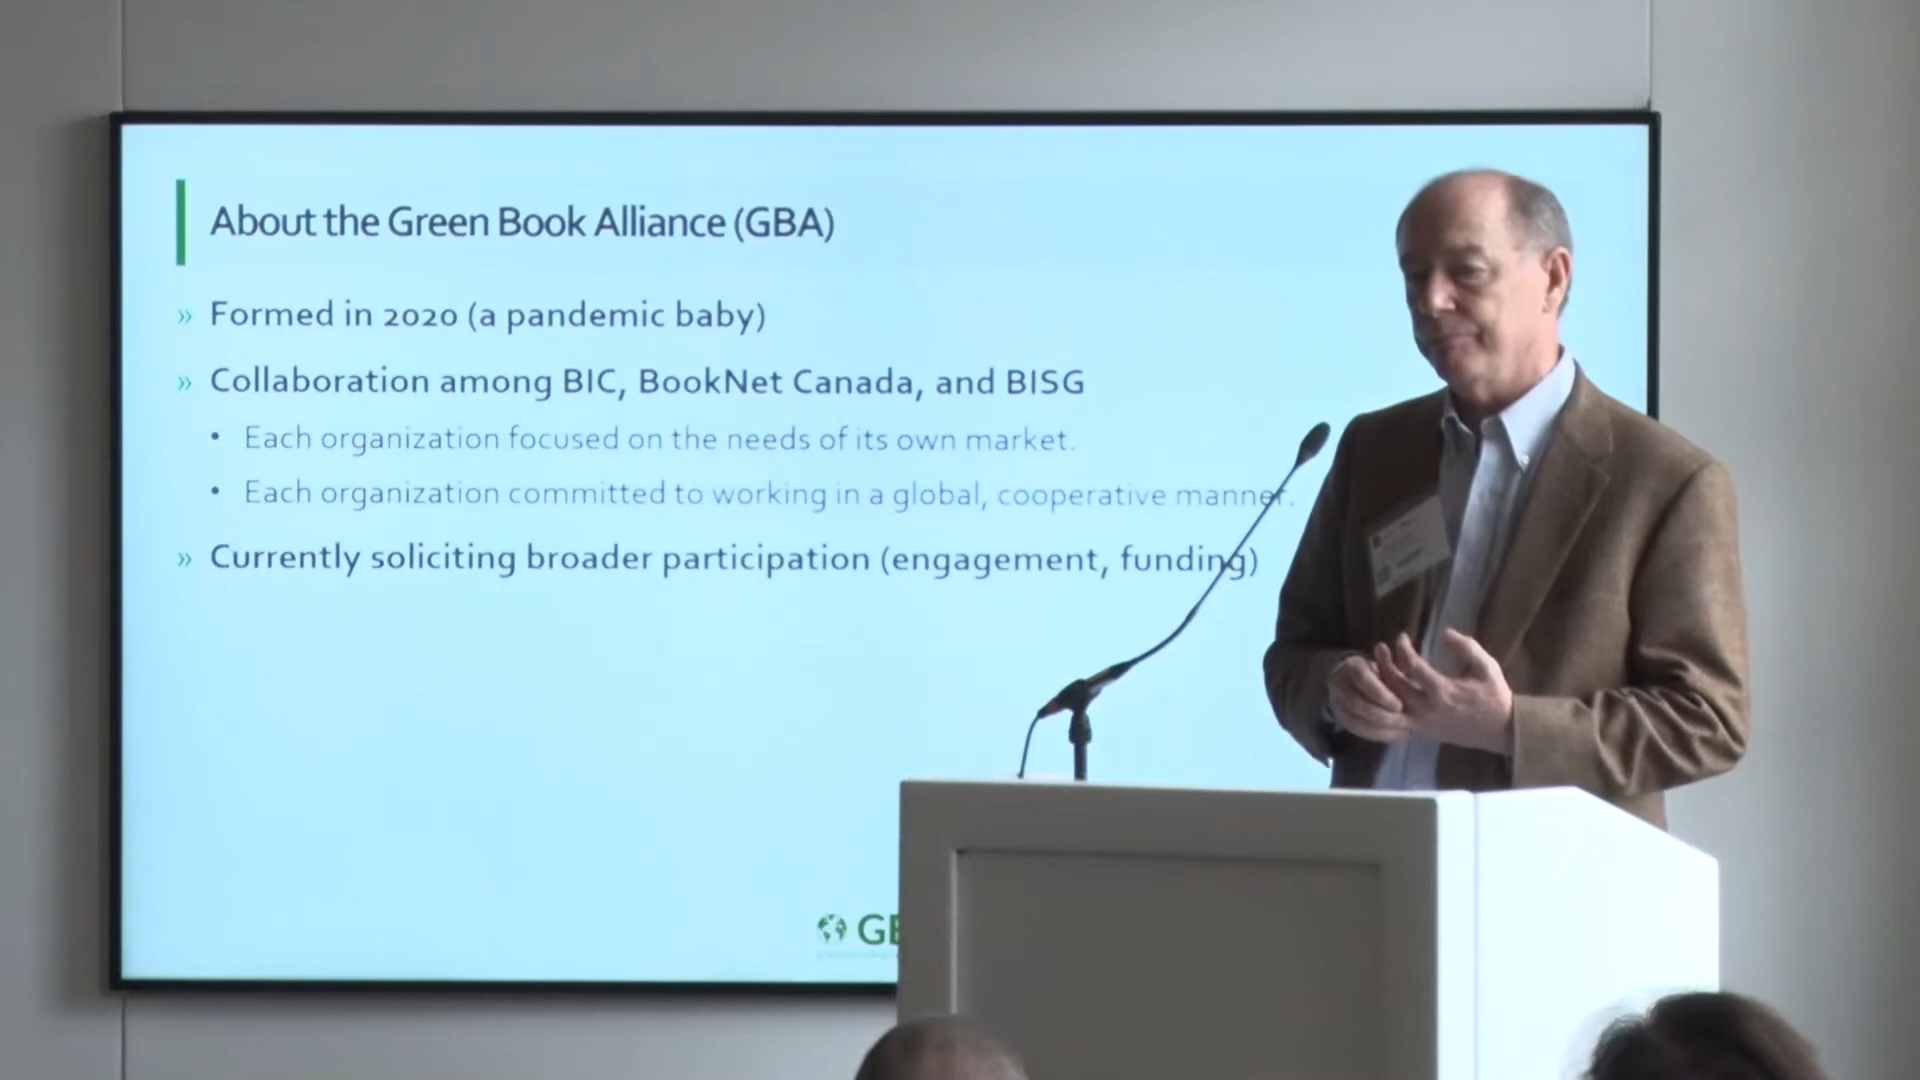 About the Green Book Alliance (GBA)
» Formed in 2020 (a pandemic baby)
» Collaboration among BIC, BookNet Canada, and BISG
• Each organization focused on the needs of its own market.
• Each organization committed to working in a global, cooperative manner.
» Currently soliciting broader participation (engagement, funding)